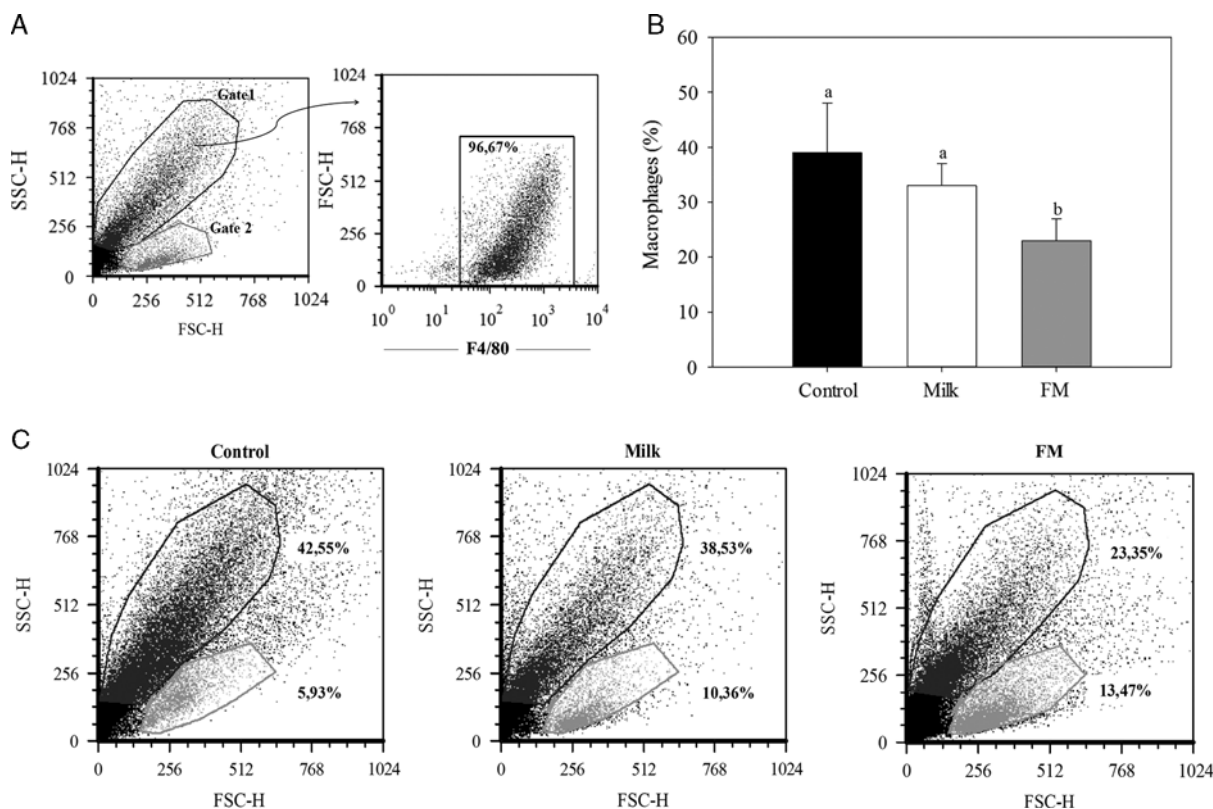 A
1024
768
512
256
0
SSC-H
Gate1
Gate 2
0 256 512 768 1024
FSC-H
1024
768
512
256
0
FSC-H
96,67%
10^0 10^1 10^2 10^3 10^4
F4/80
B
60
50
40
30
20
10
0
Macrophages (%)
a
a
b
Control Milk FM
C
Control
1024
768
512
256
0
SSC-H
42,55%
5,93%
0 256 512 768 1024
FSC-H
Milk
1024
768
512
256
0
SSC-H
38,53%
10,36%
0 256 512 768 1024
FSC-H
FM
1024
768
512
256
0
SSC-H
23,35%
13,47%
0 256 512 768 1024
FSC-H